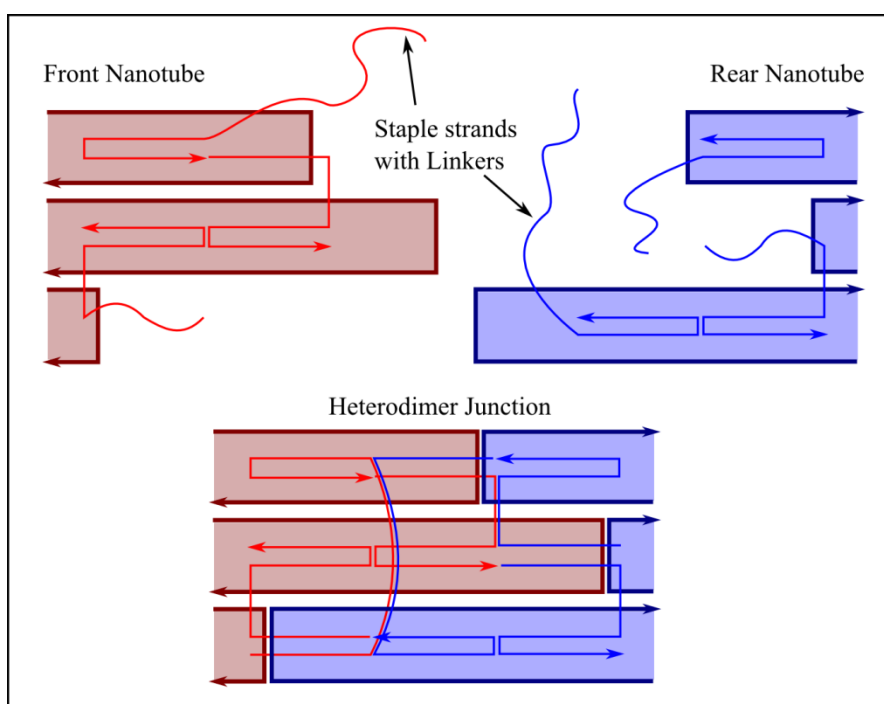 Front Nanotube
Rear Nanotube
Staple strands
with Linkers
Heterodimer Junction